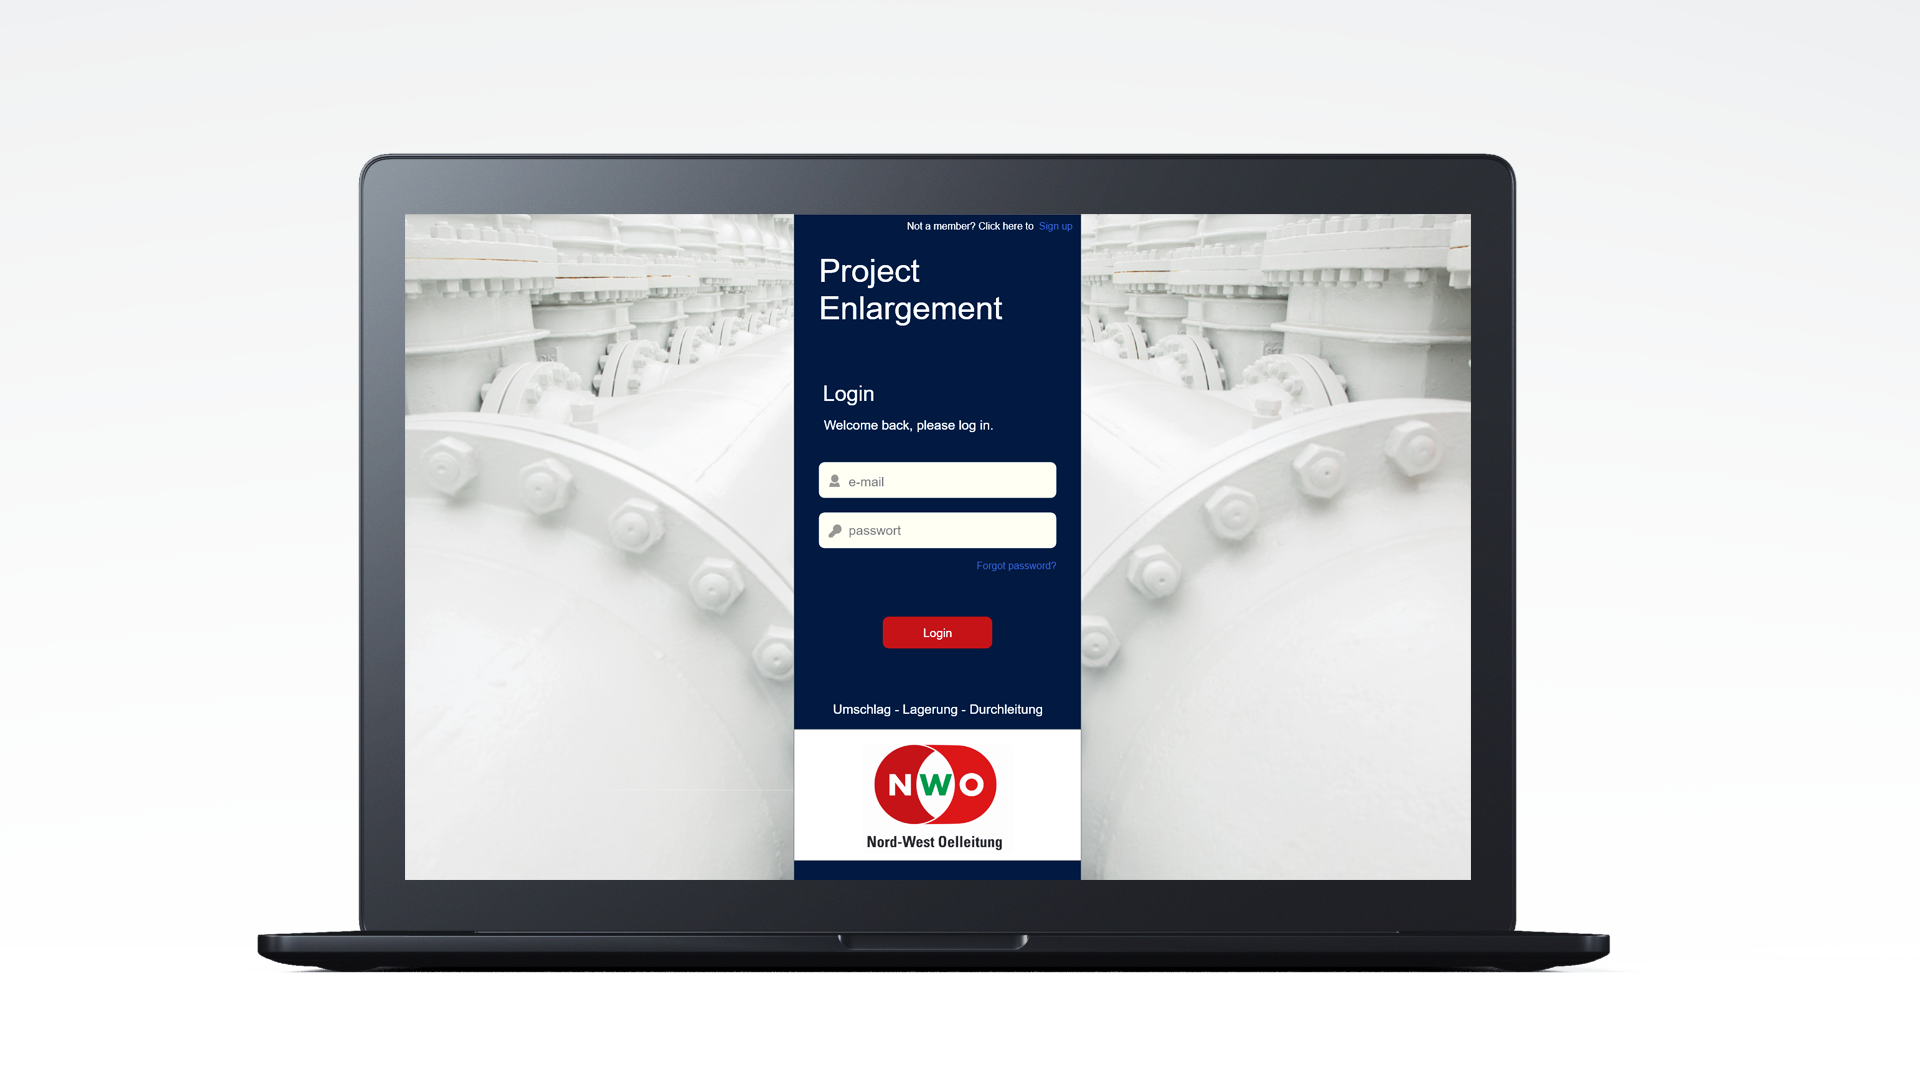 Not a member? Click here to Sign up
Project
Enlargement
Login
Welcome back, please log in.
e-mail
passwort
Forgot password?
Login
Umschlag - Lagerung - Durchleitung
NWO
Nord-West Oelleitung